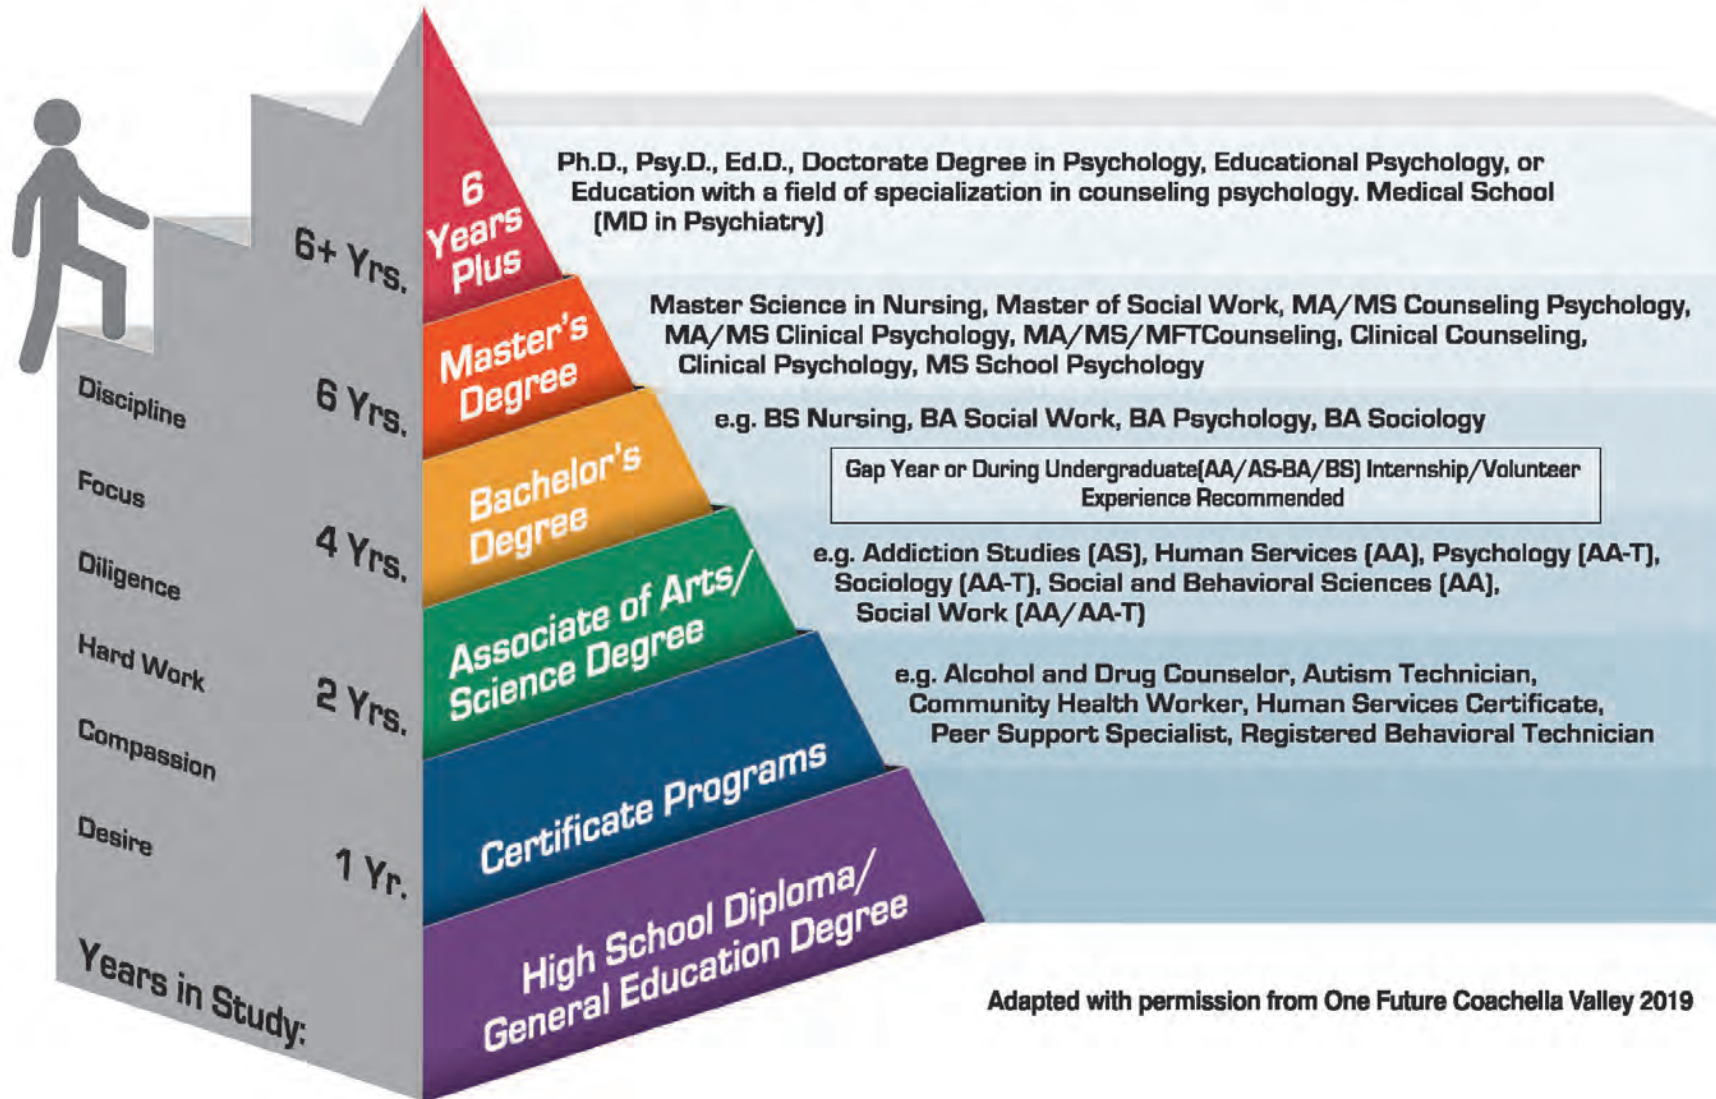 6
Years
Plus
Ph.D., Psy.D., Ed.D., Doctorate Degree in Psychology, Educational Psychology, or
Education with a field of specialization in counseling psychology. Medical School
(MD in Psychiatry)
6+ Yrs.
Master's
Degree
Master Science in Nursing, Master of Social Work, MA/MS Counseling Psychology,
MA/MS Clinical Psychology, MA/MS/MFTCounseling, Clinical Counseling,
Clinical Psychology, MS School Psychology
6 Yrs.
Bachelor's
Degree
e.g. BS Nursing, BA Social Work, BA Psychology, BA Sociology
Gap Year or During Undergraduate(AA/AS-BA/BS) Internship/Volunteer
Experience Recommended
4 Yrs.
Associate of Arts/
Science Degree
e.g. Addiction Studies (AS), Human Services (AA), Psychology (AA-T),
Sociology (AA-T), Social and Behavioral Sciences (AA),
Social Work (AA/AA-T)
2 Yrs.
Certificate Programs
e.g. Alcohol and Drug Counselor, Autism Technician,
Community Health Worker, Human Services Certificate,
Peer Support Specialist, Registered Behavioral Technician
1 Yr.
High School Diploma/
General Education Degree
Discipline
Focus
Diligence
Hard Work
Compassion
Desire
Years in Study:
Adapted with permission from One Future Coachella Valley 2019